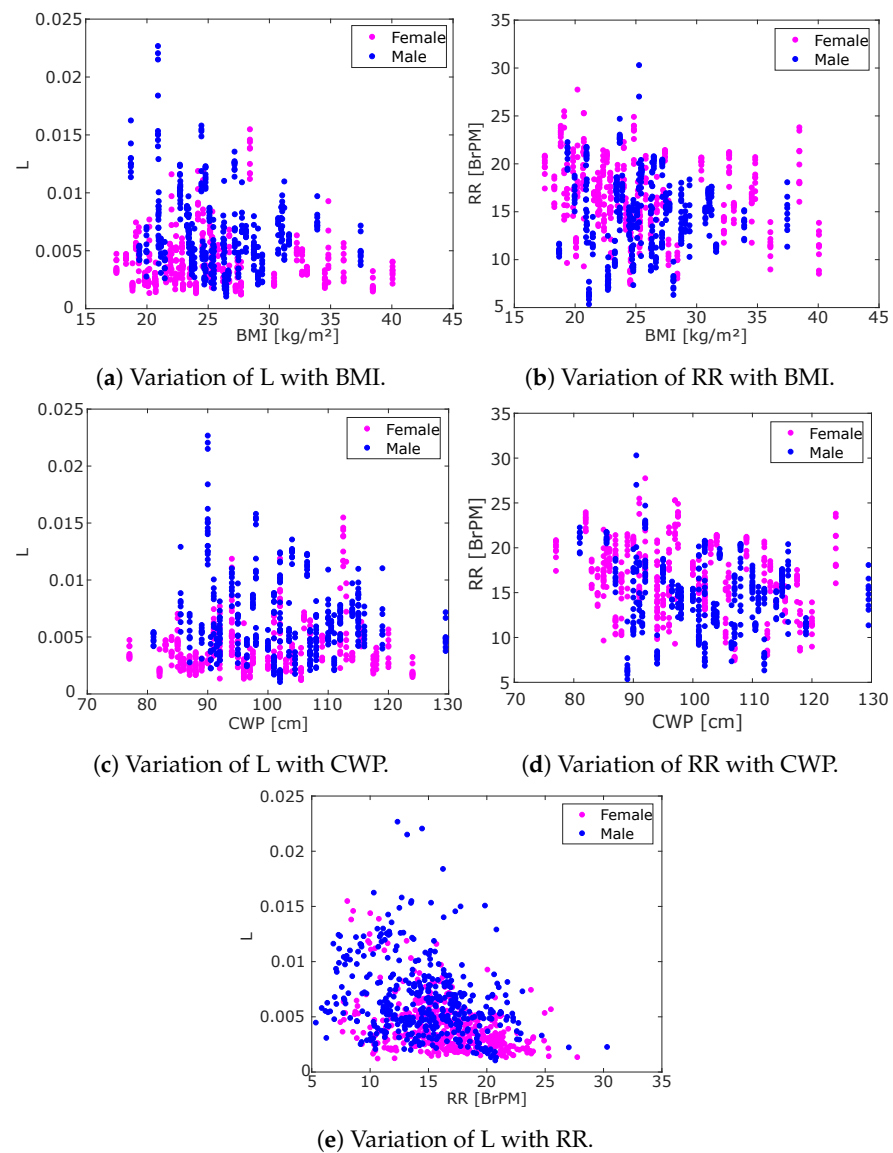 0.025
0.02
0.015
0.01
0.005
0
L
15 20 25 30 35 40 45
BMI [kg/m²]
Female
Male
35
30
25
20
15
10
5
RR [BrPM]
15 20 25 30 35 40 45
BMI [kg/m²]
Female
Male
(a) Variation of L with BMI.
(b) Variation of RR with BMI.
0.025
0.02
0.015
0.01
0.005
0
L
70 80 90 100 110 120 130
CWP [cm]
Female
Male
35
30
25
20
15
10
5
RR [BrPM]
70 80 90 100 110 120 130
CWP [cm]
Female
Male
(c) Variation of L with CWP.
(d) Variation of RR with CWP.
0.025
0.02
0.015
0.01
0.005
0
L
5 10 15 20 25 30 35
RR [BrPM]
Female
Male
(e) Variation of L with RR.